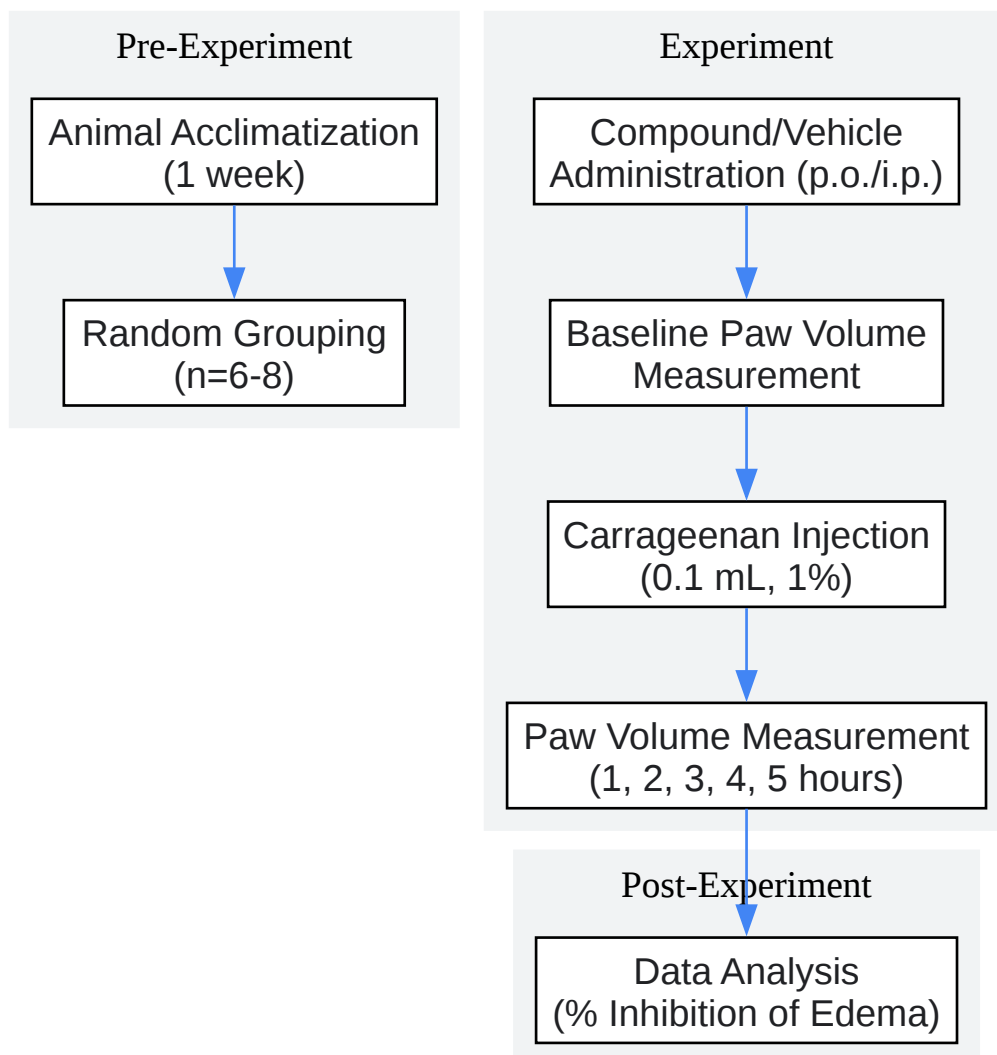 Pre-Experiment
Animal Acclimatization
(1 week)
Random Grouping
(n=6-8)
Experiment
Compound/Vehicle
Administration (p.o./i.p.)
Baseline Paw Volume
Measurement
Carrageenan Injection
(0.1 mL, 1%)
Paw Volume Measurement
(1, 2, 3, 4, 5 hours)
Post-Experiment
Data Analysis
(% Inhibition of Edema)